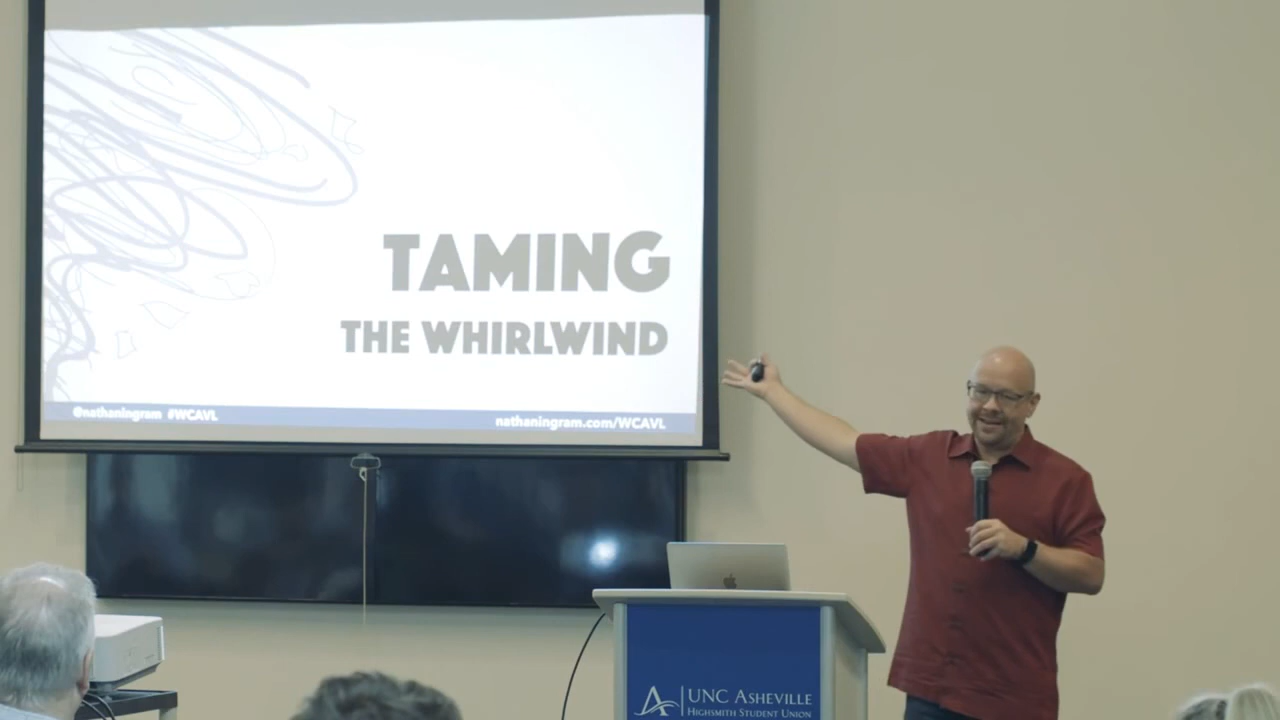 TAMING
THE WHIRLWIND
@nathaningram #WCAVL
nathaningram.com/WCAVL
UNC ASHEVILLE
HIGHSMITH STUDENT UNION